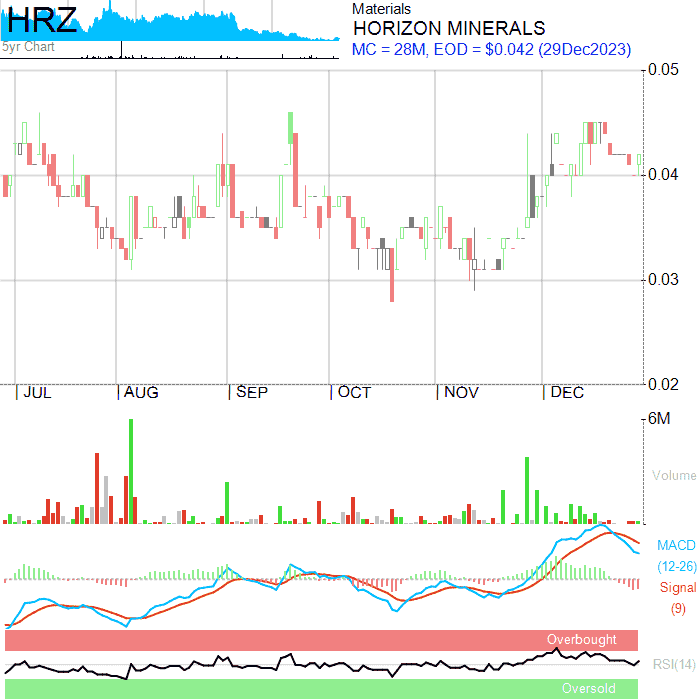 HRZ
5yr Chart
Materials
HORIZON MINERALS
MC = 28M, EOD = $0.042 (29Dec2023)
0.05
0.04
0.03
0.02
| JUL | AUG | SEP | OCT | NOV | DEC
6M
Volume
MACD
(12-26)
Signal
(9)
Overbought
RSI(14)
Oversold